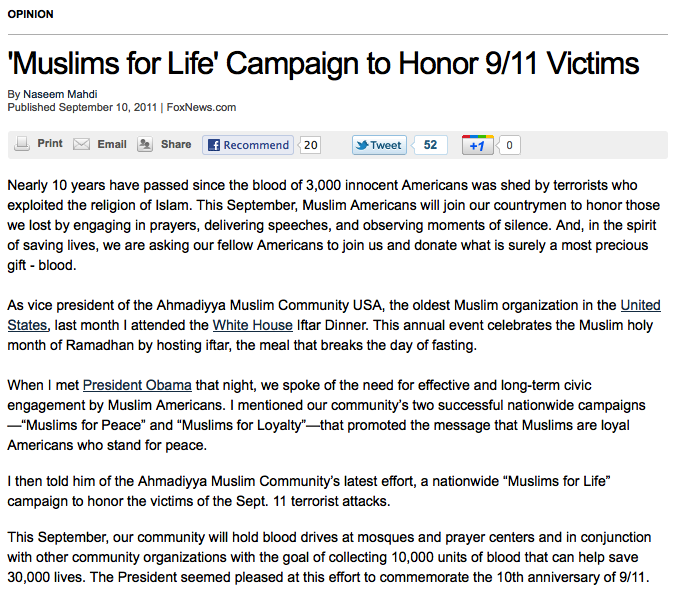 OPINION
'Muslims for Life' Campaign to Honor 9/11 Victims
By Naseem Mahdi
Published September 10, 2011 | FoxNews.com
Print Email Share Recommend 20 Tweet 52 +1 0
Nearly 10 years have passed since the blood of 3,000 innocent Americans was shed by terrorists who
exploited the religion of Islam. This September, Muslim Americans will join our countrymen to honor those
we lost by engaging in prayers, delivering speeches, and observing moments of silence. And, in the spirit
of saving lives, we are asking our fellow Americans to join us and donate what is surely a most precious
gift - blood.
As vice president of the Ahmadiyya Muslim Community USA, the oldest Muslim organization in the United
States, last month I attended the White House Iftar Dinner. This annual event celebrates the Muslim holy
month of Ramadhan by hosting iftar, the meal that breaks the day of fasting.
When I met President Obama that night, we spoke of the need for effective and long-term civic
engagement by Muslim Americans. I mentioned our community’s two successful nationwide campaigns
—“Muslims for Peace” and “Muslims for Loyalty”—that promoted the message that Muslims are loyal
Americans who stand for peace.
I then told him of the Ahmadiyya Muslim Community’s latest effort, a nationwide “Muslims for Life”
campaign to honor the victims of the Sept. 11 terrorist attacks.
This September, our community will hold blood drives at mosques and prayer centers and in conjunction
with other community organizations with the goal of collecting 10,000 units of blood that can help save
30,000 lives. The President seemed pleased at this effort to commemorate the 10th anniversary of 9/11.